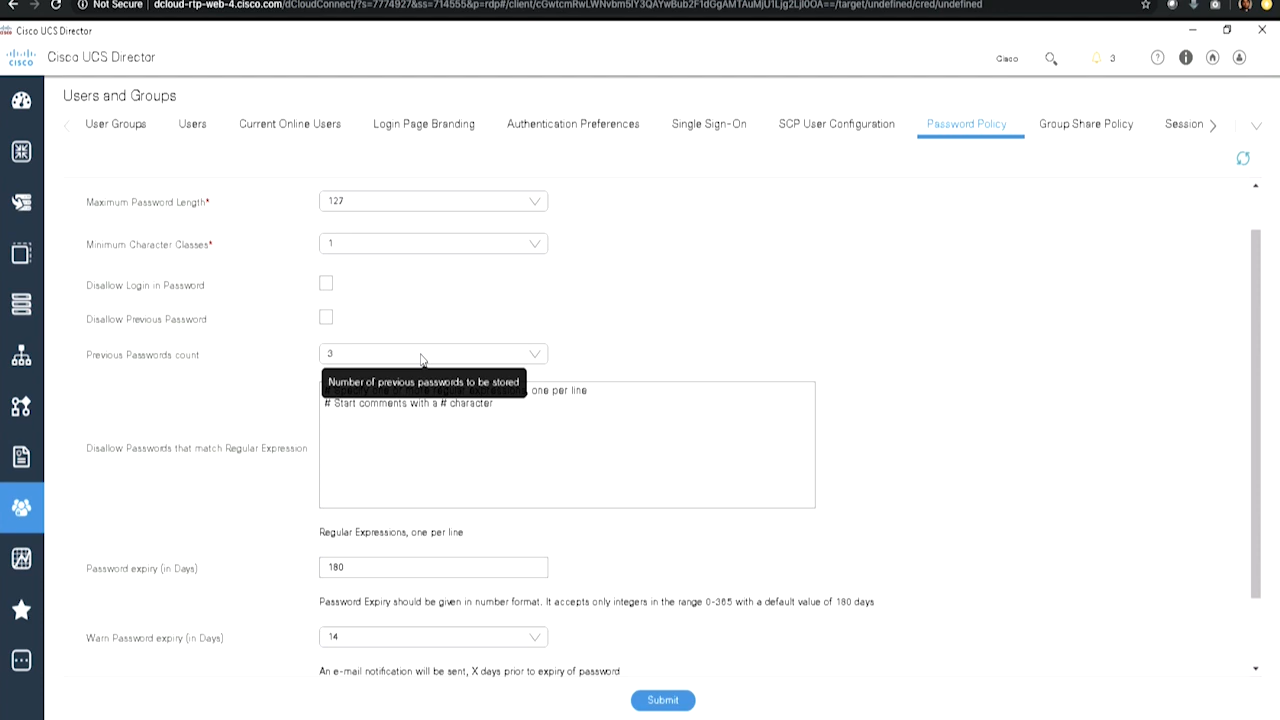 Not Secure | dcloud-rtp-web-4.cisco.com/dCloudConnect/?s=7774927&ss=714555&p=rdp#/client/
Cisco UCS Director
cisco Cisco UCS Director
Cisco 3
Users and Groups
User Groups Users Current Online Users Login Page Branding Authentication Preferences Single Sign-On SCP User Configuration Password Policy Group Share Policy Session
Maximum Password Length* 127
Minimum Character Classes* 1
Disallow Login in Password
Disallow Previous Password
Previous Passwords count 3
Number of previous passwords to be stored
one per line
# Start comments with a # character
Disallow Passwords that match Regular Expression
Regular Expressions, one per line
Password expiry (in Days) 180
Password Expiry should be given in number format. It accepts only integers in the range 0-365 with a default value of 180 days
Warn Password expiry (in Days) 14
An e-mail notification will be sent, X days prior to expiry of password
Submit